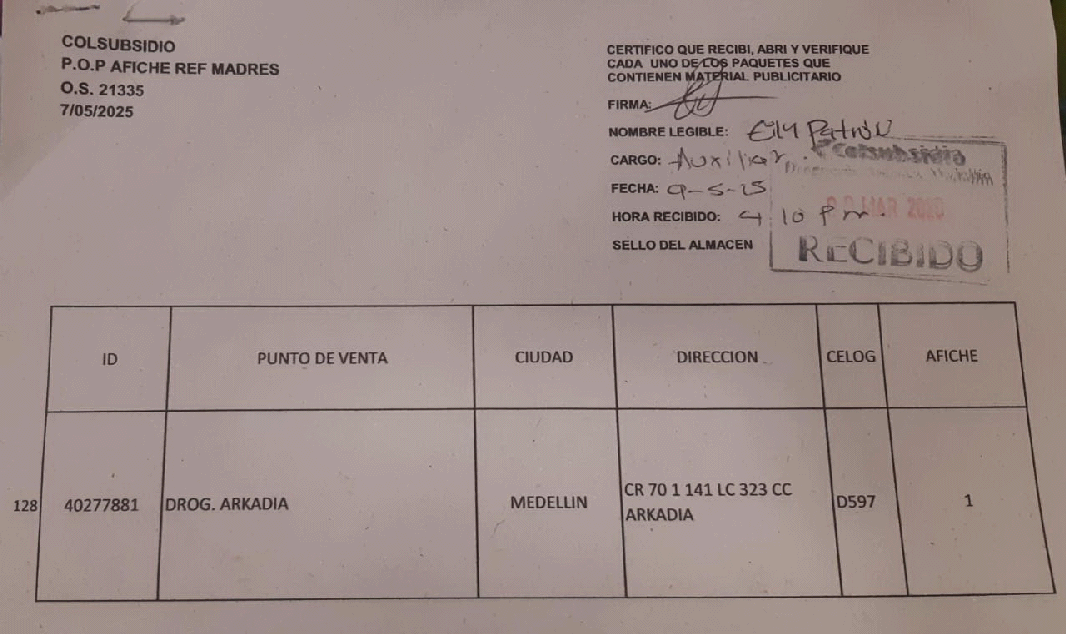 COLSUBSIDIO
P.O.P AFICHE REF MADRES
O.S. 21335
7/05/2025
CERTIFICO QUE RECIBI, ABRI Y VERIFIQUE
CADA UNO DE LOS PAQUETES QUE
CONTIENEN MATERIAL PUBLICITARIO
FIRMA:
NOMBRE LEGIBLE: Ely Patrón
CARGO: Auxiliar.
FECHA: 9-5-25
HORA RECIBIDO: 4:10 pm.
SELLO DEL ALMACEN
Colsubsidio
MAR
RECIBIDO
ID PUNTO DE VENTA CIUDAD DIRECCION CELOG AFICHE
128 40277881 DROG. ARKADIA MEDELLIN CR 70 1 141 LC 323 CC D597 1
ARKADIA